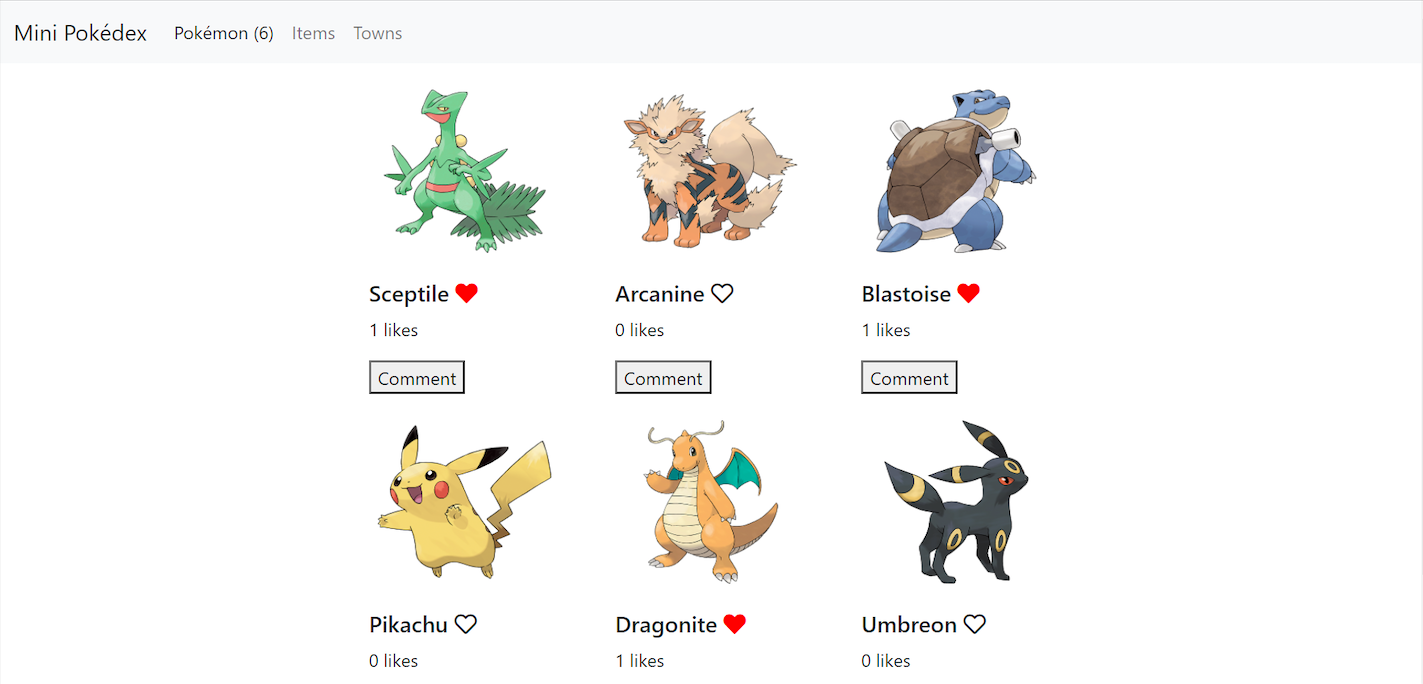 Mini Pokédex Pokémon (6) Items Towns
Sceptile Arcanine Blastoise
1 likes 0 likes 1 likes
Comment Comment Comment
Pikachu Dragonite Umbreon
0 likes 1 likes 0 likes